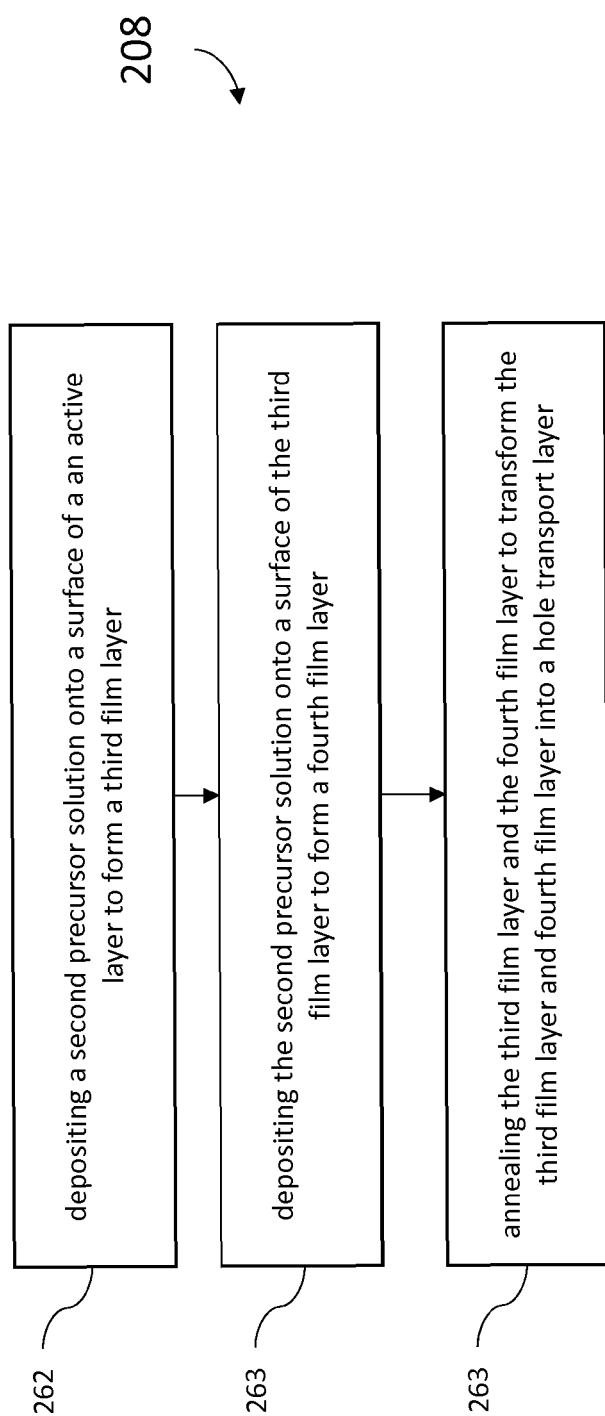 208
262
depositing a second precursor solution onto a surface of a an active
layer to form a third film layer
263
depositing the second precursor solution onto a surface of the third
film layer to form a fourth film layer
263
annealing the third film layer and the fourth film layer to transform the
third film layer and fourth film layer into a hole transport layer